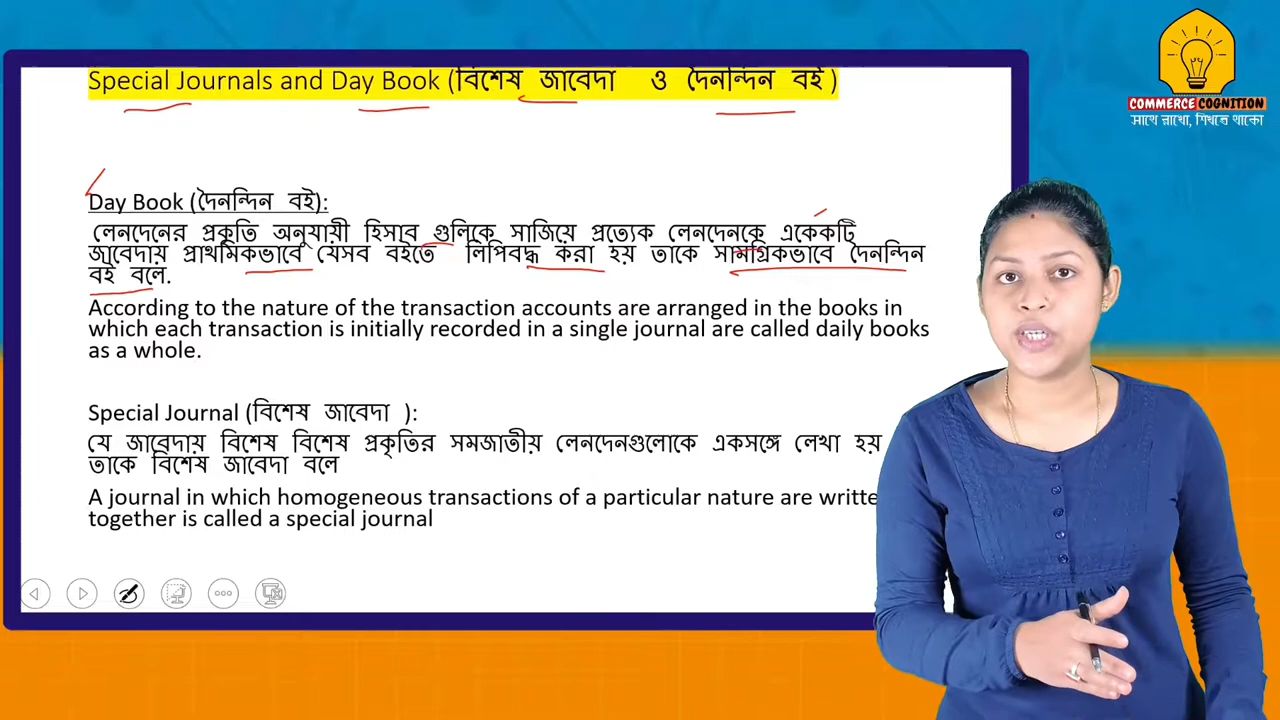 Special Journals and Day Book (বিশেষ জাবেদা ও দৈনন্দিন বই )
COMMERCE COGNITION
সাথে রাখো, শিখতে থাকো
Day Book (দৈনন্দিন বই):
লেনদেনের প্রকৃতি অনুযায়ী হিসাব গুলিকে সাজিয়ে প্রত্যেক লেনদেনকে একেকটি
জাবেদায় প্রাথমিকভাবে যেসব বইতে লিপিবদ্ধ করা হয় তাকে সামগ্রিকভাবে দৈনন্দিন
বই বলে.
According to the nature of the transaction accounts are arranged in the books in
which each transaction is initially recorded in a single journal are called daily books
as a whole.
Special Journal (বিশেষ জাবেদা ):
যে জাবেদায় বিশেষ বিশেষ প্রকৃতির সমজাতীয় লেনদেনগুলোকে একসঙ্গে লেখা হয়
তাকে বিশেষ জাবেদা বলে
A journal in which homogeneous transactions of a particular nature are writte
together is called a special journal